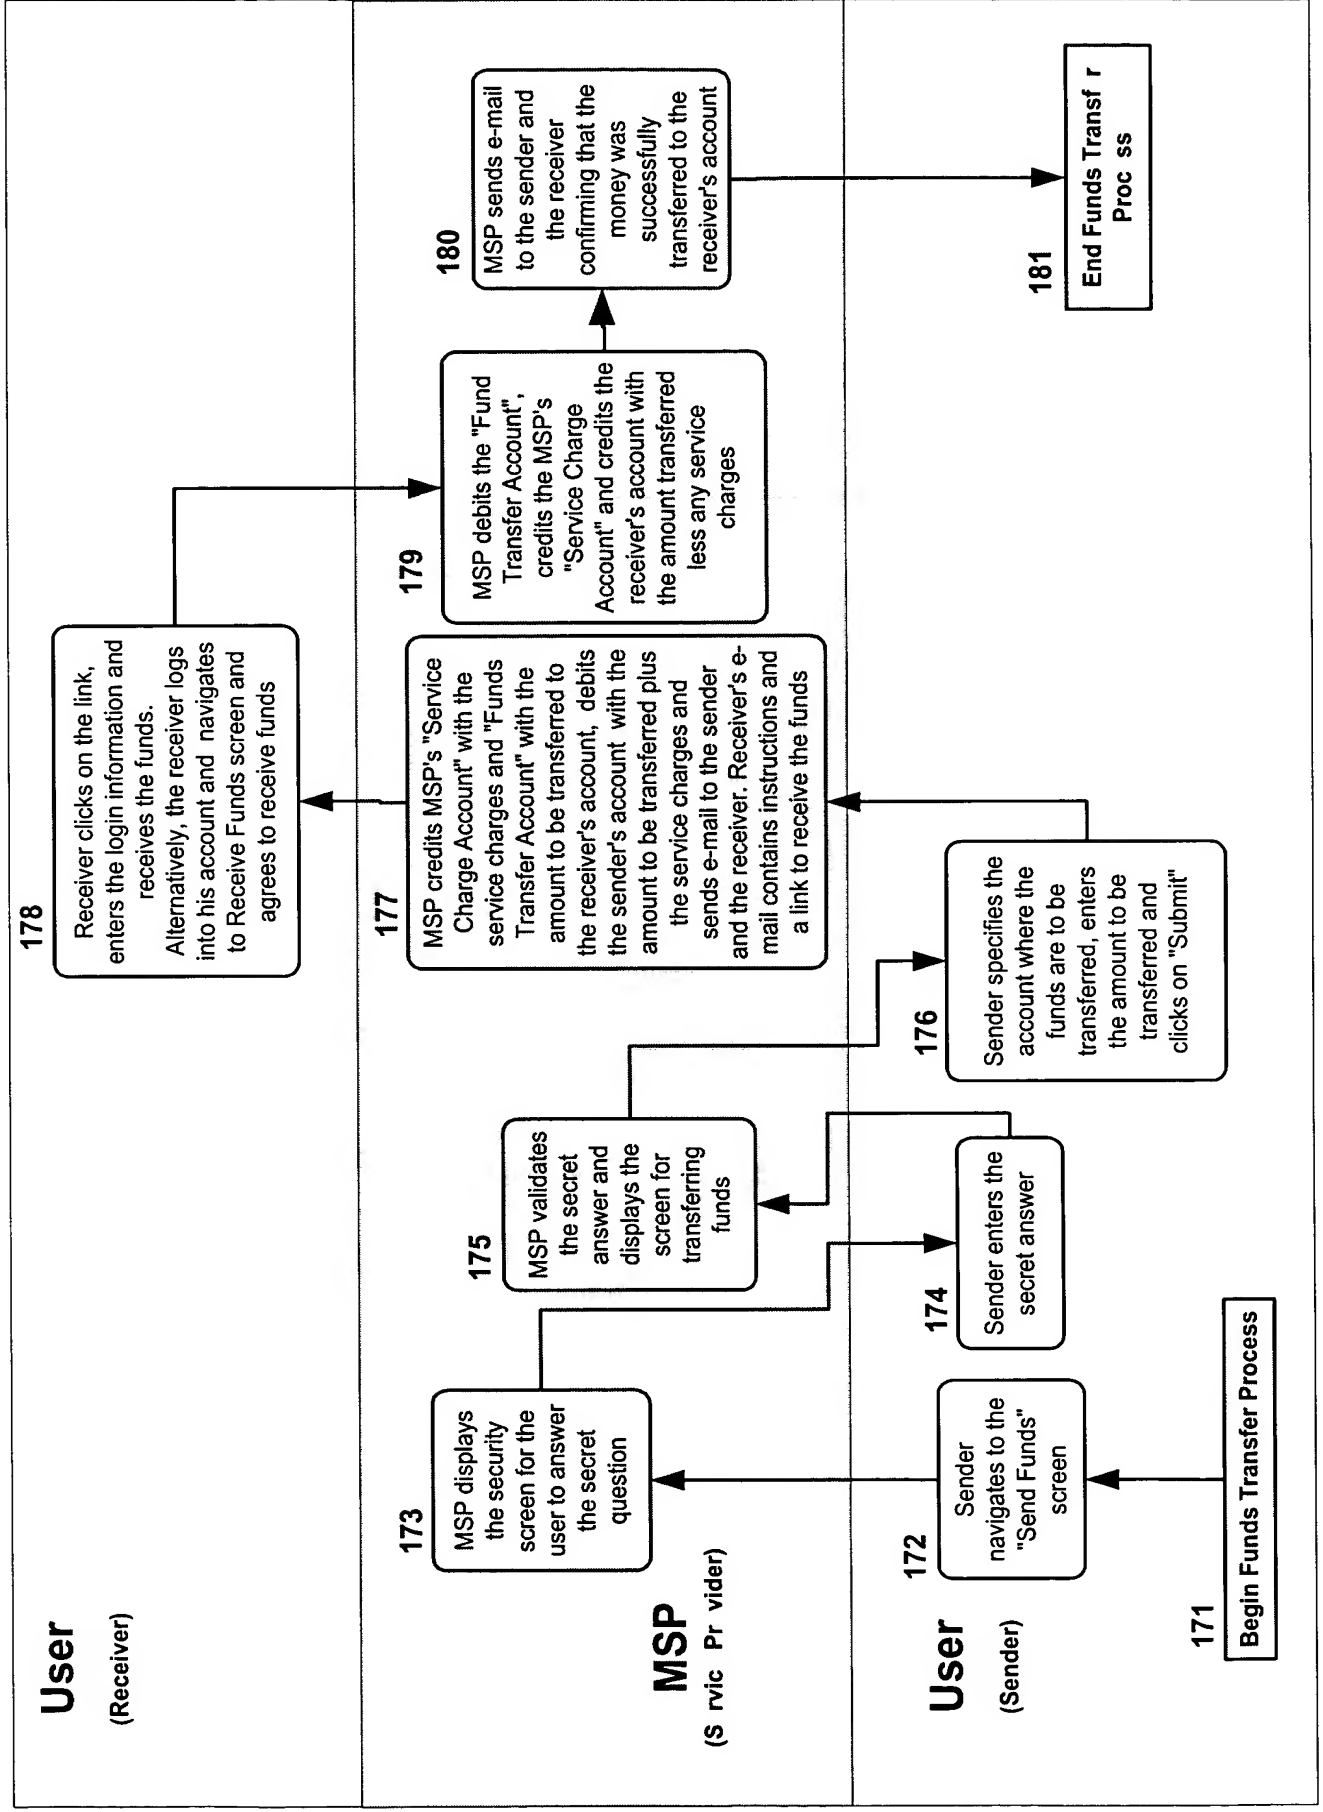 User
(Receiver)
178
Receiver clicks on the link,
enters the login information and
receives the funds.
Alternatively, the receiver logs
into his account and navigates
to Receive Funds screen and
agrees to receive funds
MSP
(S rvic Pr vider)
173
MSP displays
the security
screen for the
user to answer
the secret
question
175
MSP validates
the secret
answer and
displays the
screen for
transferring
funds
177
MSP credits MSP's "Service
Charge Account" with the
service charges and "Funds
Transfer Account" with the
amount to be transferred to
the receiver's account, debits
the sender's account with the
amount to be transferred plus
the service charges and
sends e-mail to the sender
and the receiver. Receiver's e-
mail contains instructions and
a link to receive the funds
179
MSP debits the "Fund
Transfer Account",
credits the MSP's
"Service Charge
Account" and credits the
receiver's account with
the amount transferred
less any service
charges
180
MSP sends e-mail
to the sender and
the receiver
confirming that the
money was
successfully
transferred to the
receiver's account
User
(Sender)
171
Begin Funds Transfer Process
172
Sender
navigates to the
"Send Funds"
screen
174
Sender enters the
secret answer
176
Sender specifies the
account where the
funds are to be
transferred, enters
the amount to be
transferred and
clicks on "Submit"
181
End Funds Transf r
Proc ss